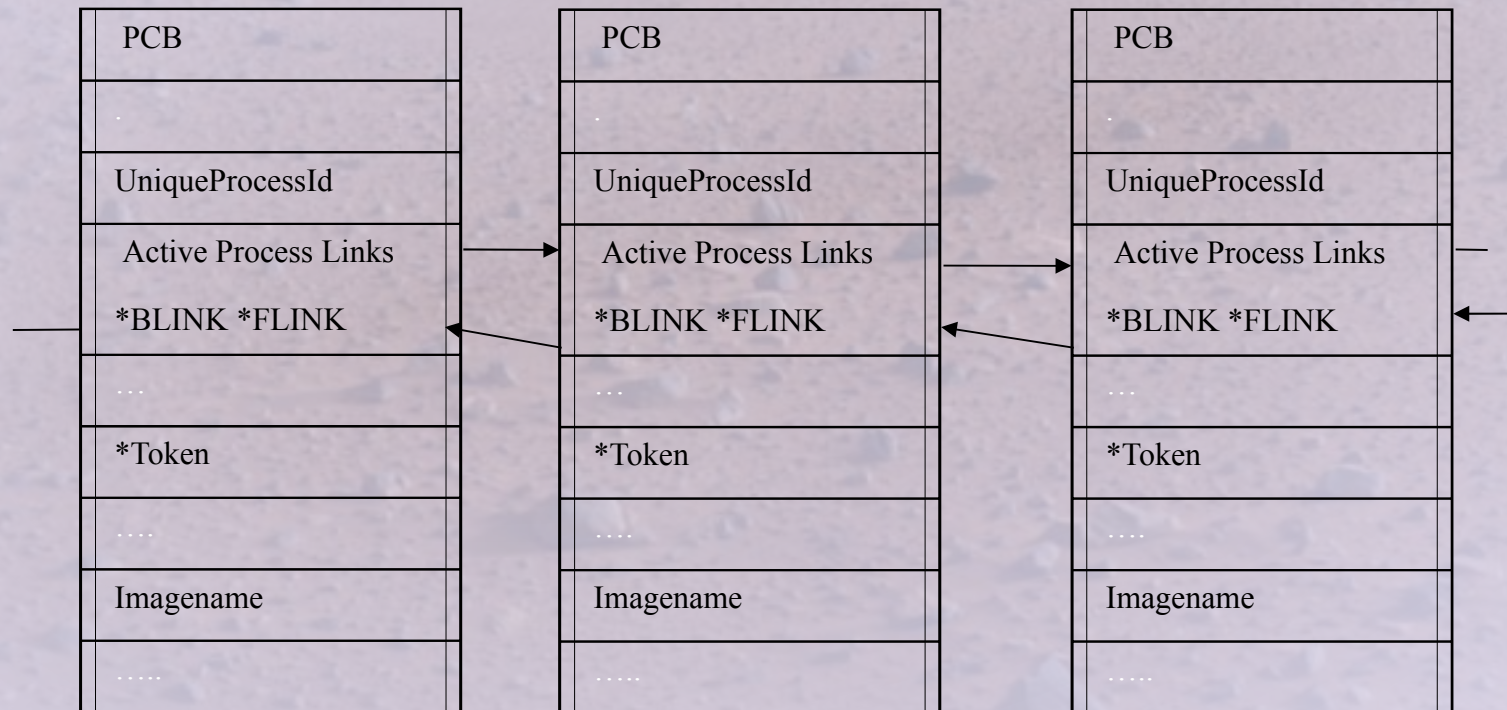 PCB
.
UniqueProcessId
Active Process Links
*BLINK *FLINK
...
*Token
....
Imagename
.....
PCB
.
UniqueProcessId
Active Process Links
*BLINK *FLINK
...
*Token
....
Imagename
.....
PCB
.
UniqueProcessId
Active Process Links
*BLINK *FLINK
...
*Token
....
Imagename
.....